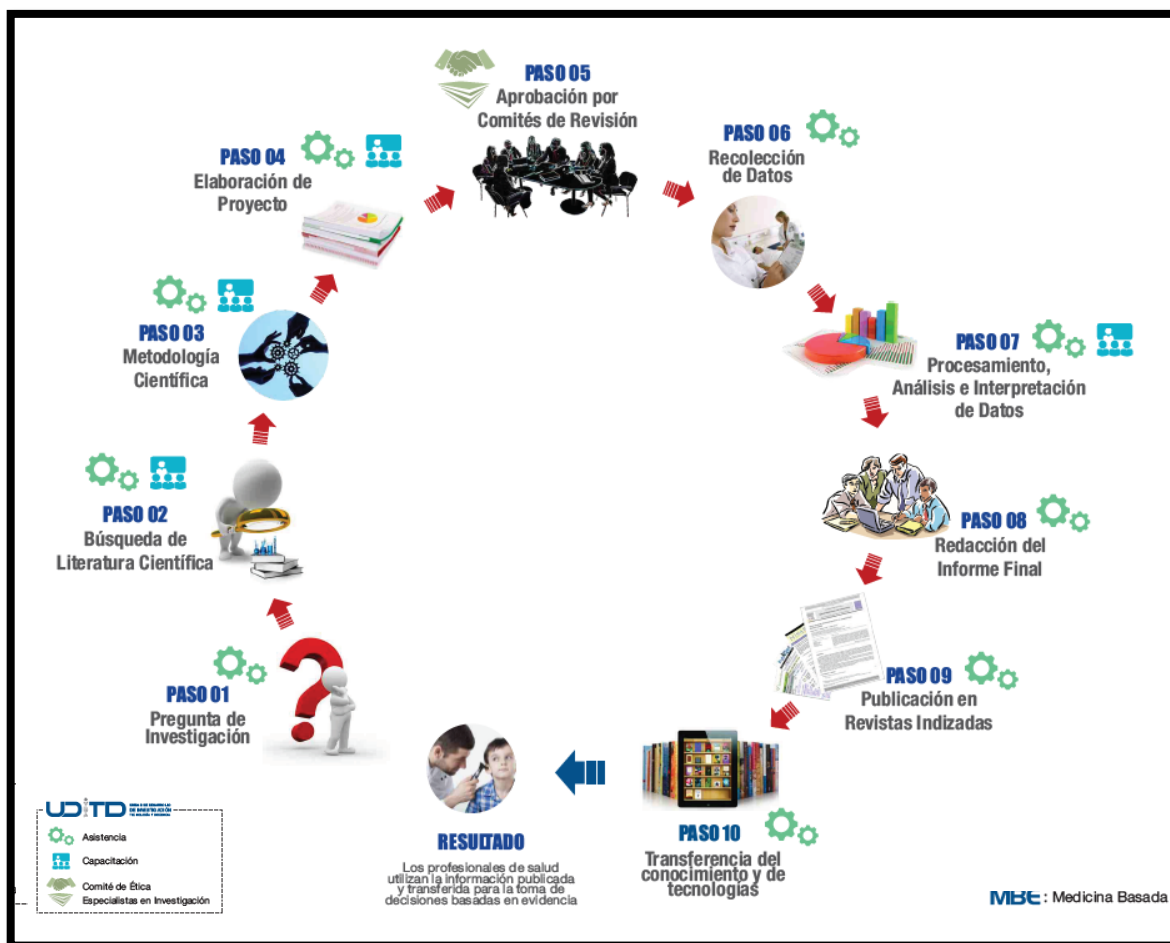 PASO 05
Aprobación por
Comités de Revisión
PASO 04
Elaboración de
Proyecto
PASO 06
Recolección
de Datos
PASO 03
Metodología
Científica
PASO 07
Procesamiento,
Análisis e Interpretación
de Datos
PASO 02
Búsqueda de
Literatura Científica
PASO 08
Redacción del
Informe Final
PASO 01
Pregunta de
Investigación
PASO 09
Publicación en
Revistas Indizadas
PASO 10
Transferencia del
conocimiento y de
tecnologías
RESULTADO
Los profesionales de salud
utilizan la información publicada
y transferida para la toma de
decisiones basadas en evidencia
Asistencia
Capacitación
Comité de Ética
Especialistas en Investigación
MBE : Medicina Basada